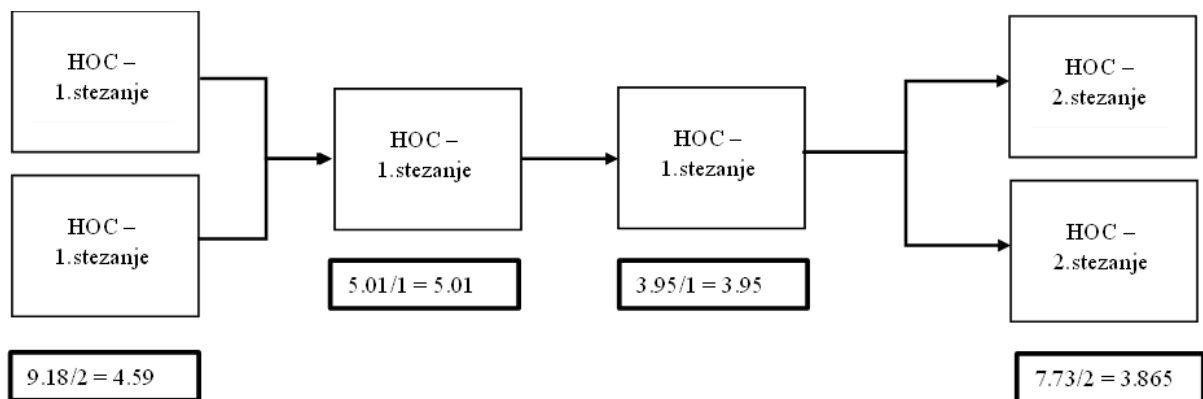 HOC –
1.stezanje
HOC –
1.stezanje
9.18/2 = 4.59
HOC –
1.stezanje
5.01/1 = 5.01
HOC –
1.stezanje
3.95/1 = 3.95
HOC –
2.stezanje
HOC –
2.stezanje
7.73/2 = 3.865